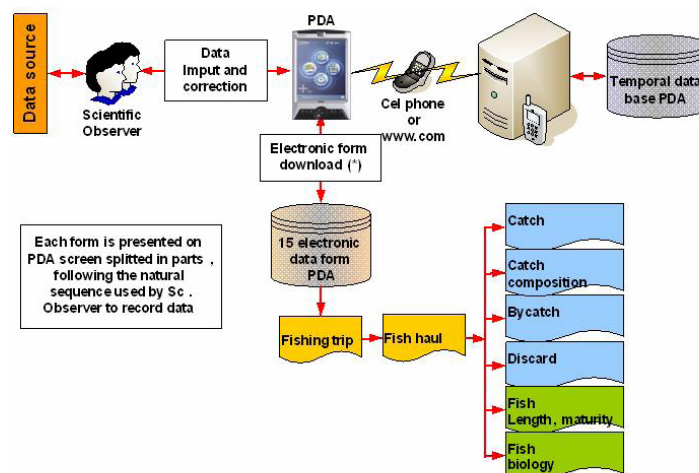 PDA
Data source
Scientific
Observer
Data
Imput and
correction
Cel phone
or
www.com
Temporal data
base PDA
Electronic form
download (*)
15 electronic
data form
PDA
Each form is presented on
PDA screen splitted in parts ,
following the natural
sequence used by Sc .
Observer to record data
Fishing trip
Fish haul
Catch
Catch
composition
Bycatch
Discard
Fish
Length, maturity
Fish
biology